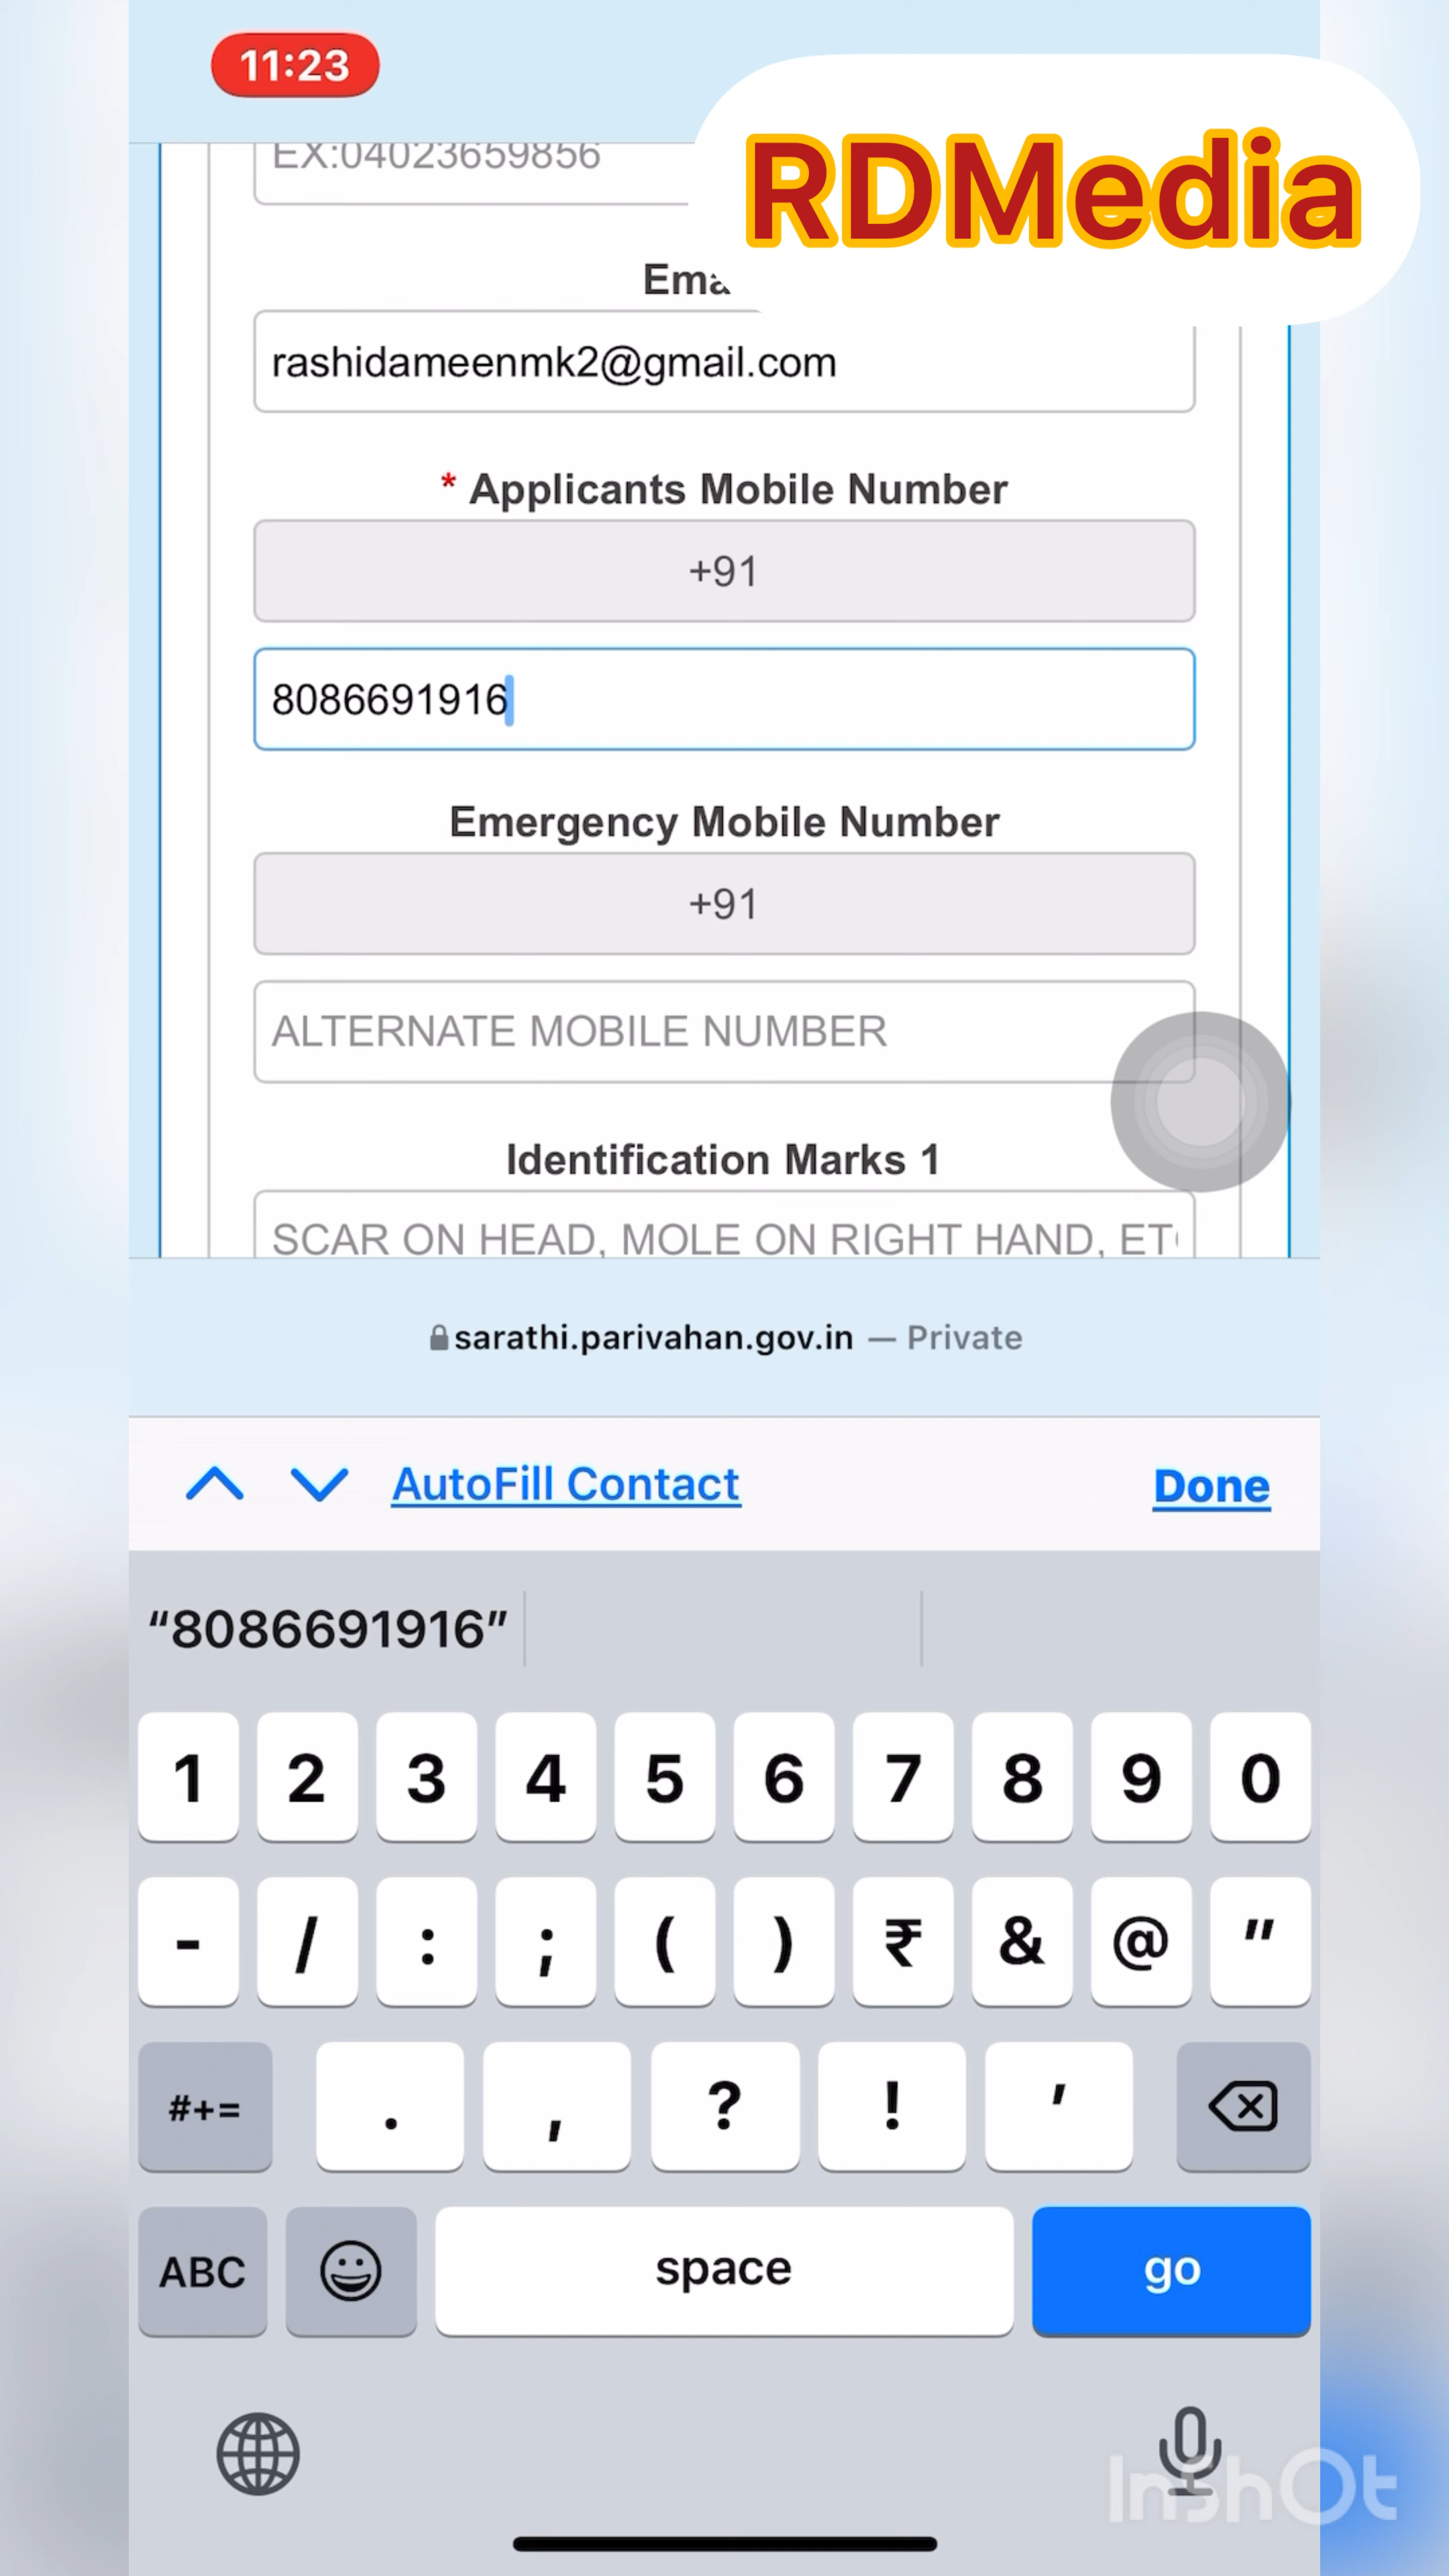 11:23
RDMedia
EX:04023659856
Ema
rashidameenmk2@gmail.com
* Applicants Mobile Number
+91
8086691916
Emergency Mobile Number
+91
ALTERNATE MOBILE NUMBER
Identification Marks 1
SCAR ON HEAD, MOLE ON RIGHT HAND, ETC
sarathi.parivahan.gov.in — Private
AutoFill Contact
Done
“8086691916”
1 2 3 4 5 6 7 8 9 0
- / : ; ( ) ₹ & @ "
#+= . , ? ! '
ABC space go
InShOt